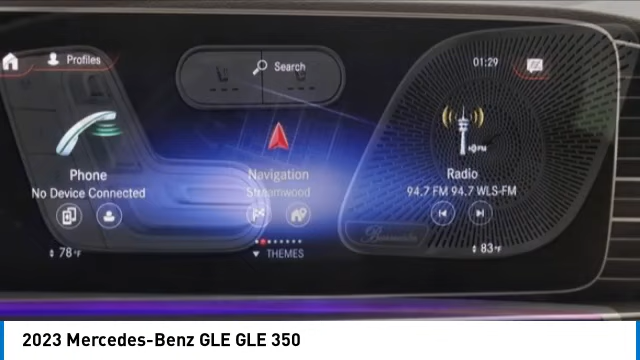 Profiles
Search
01:29
Phone
No Device Connected
Navigation
Streamwood
Radio
94.7 FM 94.7 WLS-FM
78°F
THEMES
83°F
Burmester
2023 Mercedes-Benz GLE GLE 350